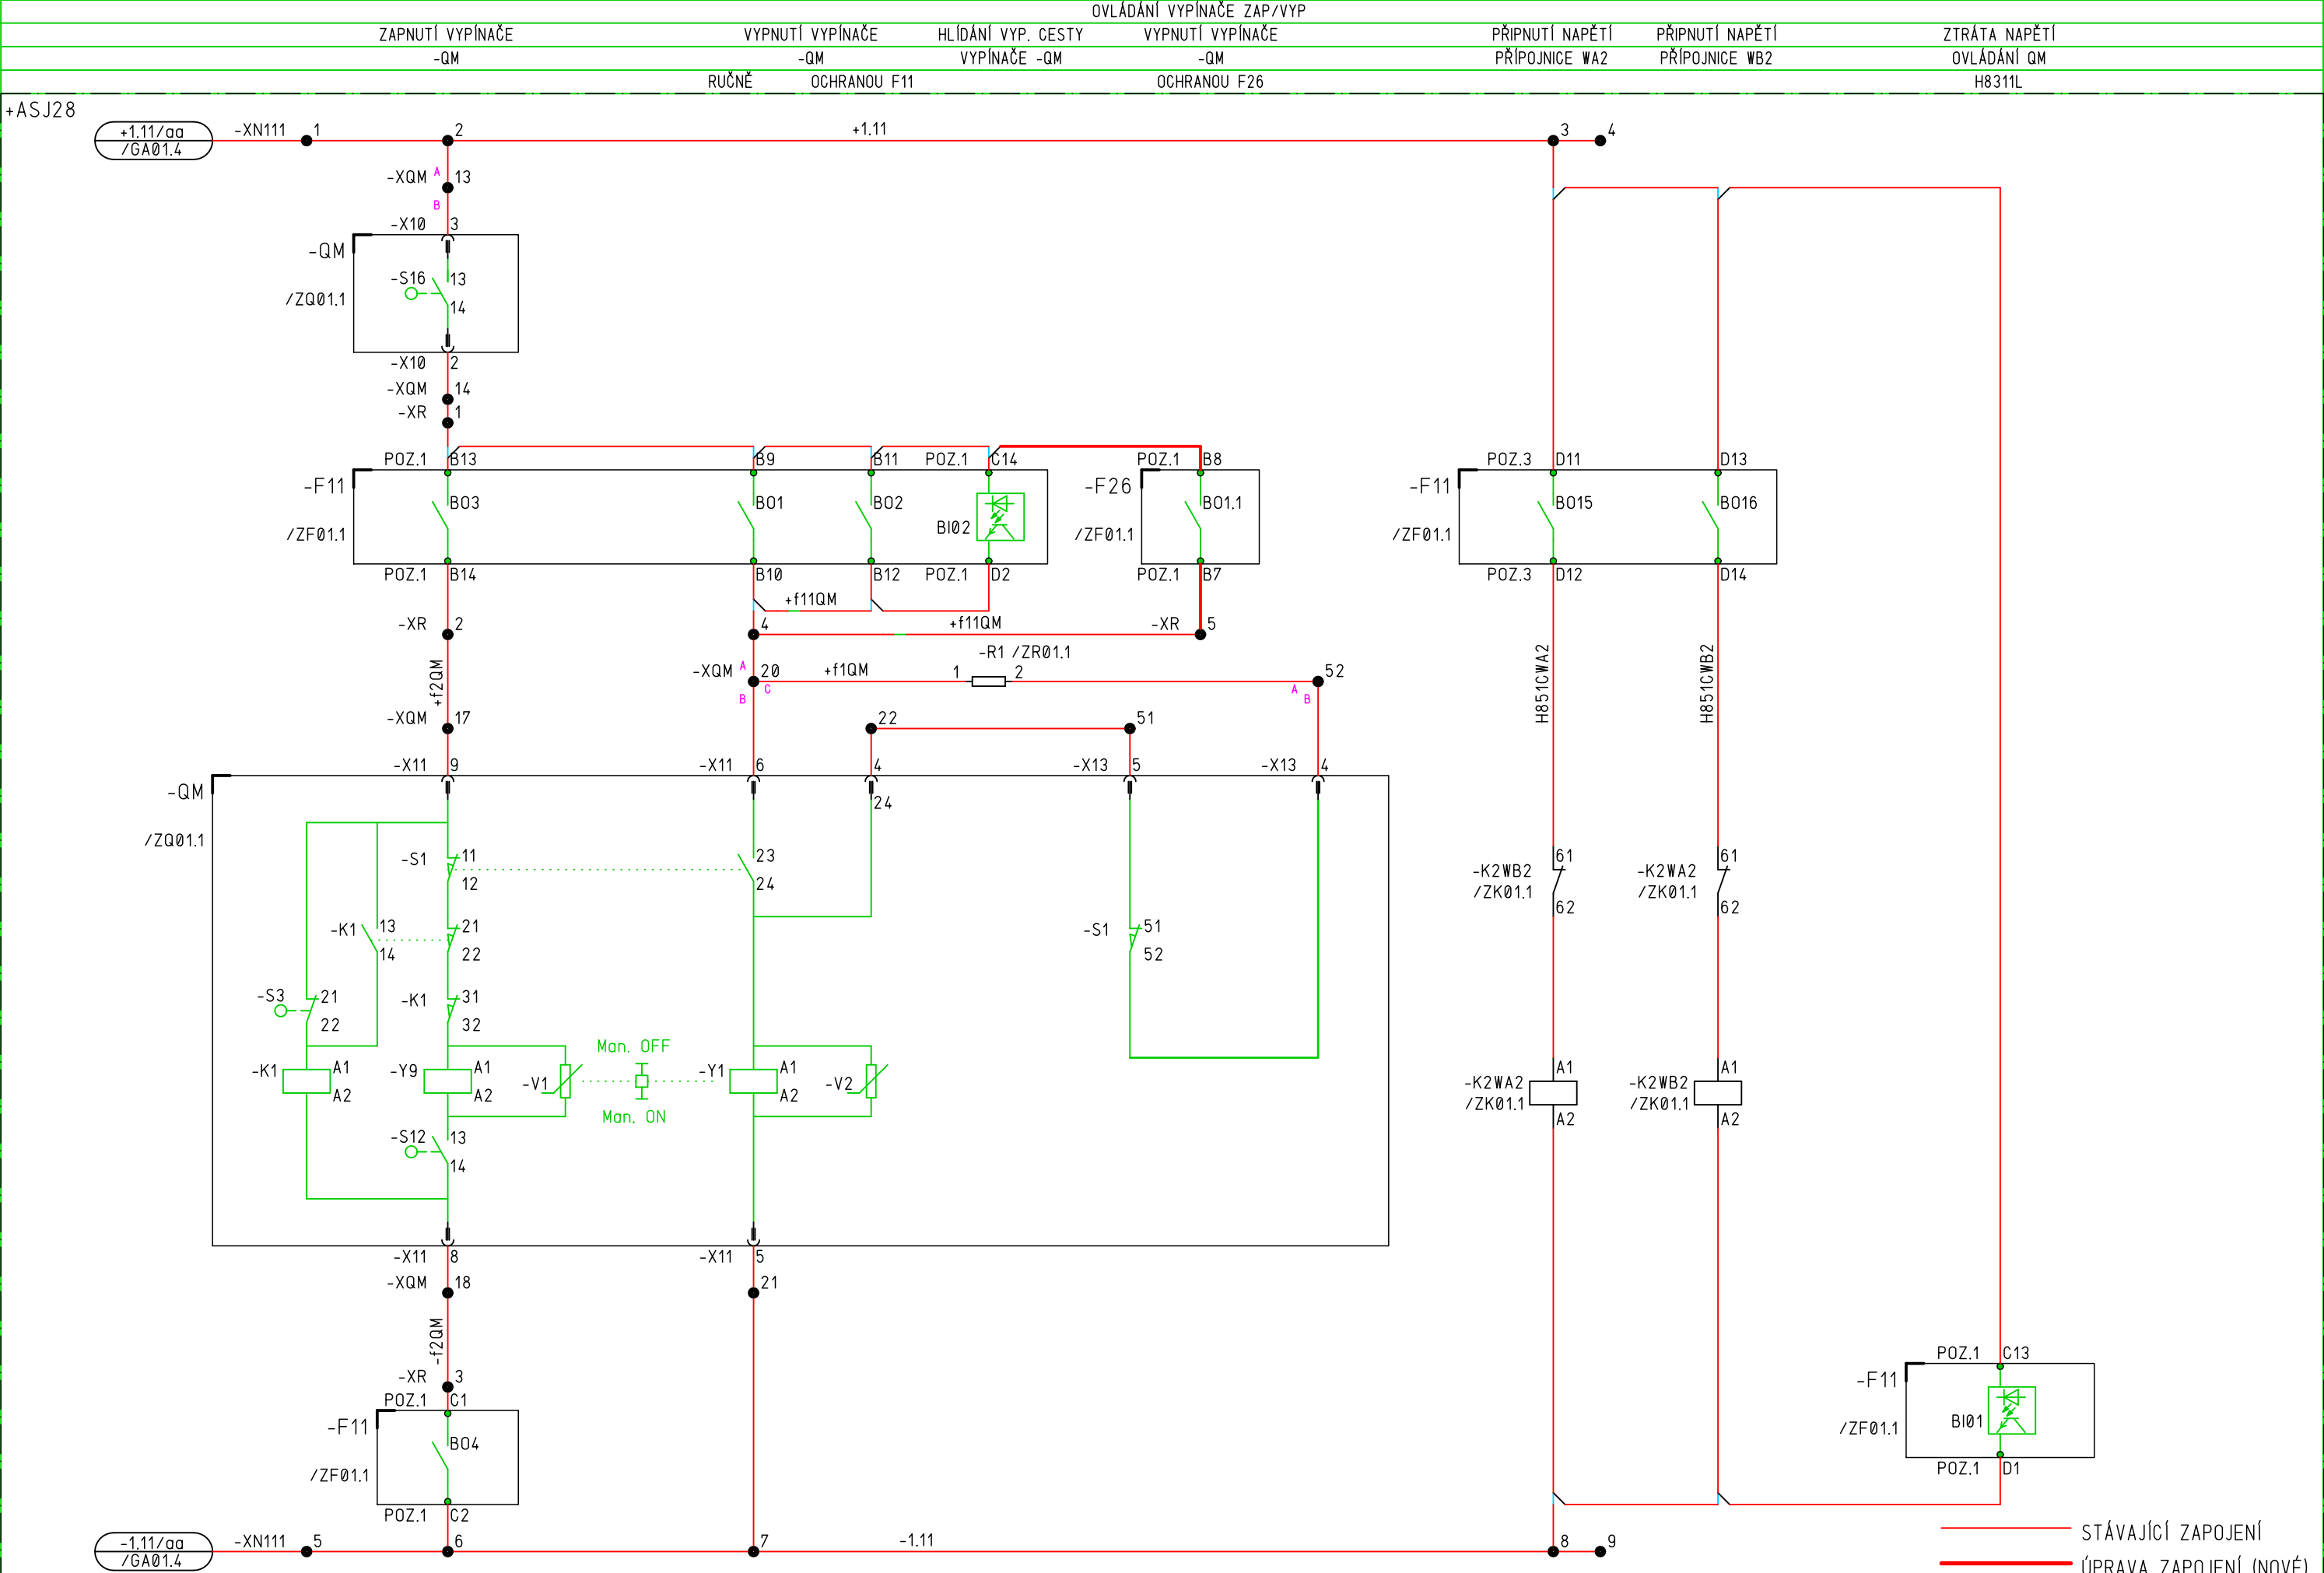 OVLÁDÁNÍ VYPÍNAČE ZAP/VYP
ZAPNUTÍ VYPÍNAČE VYPNUTÍ VYPÍNAČE HLÍDÁNÍ VYP. CESTY VYPNUTÍ VYPÍNAČE PŘIPNUTÍ NAPĚTÍ PŘIPNUTÍ NAPĚTÍ ZTRÁTA NAPĚTÍ
-QM -QM VYPÍNAČE -QM -QM PŘÍPOJNICE WA2 PŘÍPOJNICE WB2 OVLÁDÁNÍ QM
RUČNĚ OCHRANOU F11 OCHRANOU F26 H8311L
+ASJ28
+1.11/aa -XN111 1 2 +1.11 3 4
/GA01.4
-XQM A 13
B
-X10 3
-QM
-S16 13
/ZQ01.1
14
-X10 2
-XQM 14
-XR 1
POZ.1 B13 B9 B11 POZ.1 C14 POZ.1 B8 POZ.3 D11 D13
-F11 -F26 -F11
BO3 BO1 BO2 BO1.1 BO15 BO16
/ZF01.1 BI02 /ZF01.1 /ZF01.1
POZ.1 B14 B10 B12 POZ.1 D2 POZ.1 B7 POZ.3 D12 D14
+f11QM
-XR 2 4 +f11QM -XR 5
-R1 /ZR01.1
+f2QM -XQM A 20 +f1QM 1 2 52 H851CWA2 H851CWB2
B C A B
-XQM 17 22 51
-X11 9 -X11 6 4 -X13 5 -X13 4
-QM
24
/ZQ01.1
-S1 11 23 -K2WB2 61 -K2WA2 61
12 24 /ZK01.1 /ZK01.1
62 62
-K1 13 21 -S1 51
14 22 52
-S3 21 -K1 31
22 32
Man. OFF
-K1 A1 -Y9 A1 -V1 -Y1 A1 -V2 -K2WA2 A1 -K2WB2 A1
A2 A2 A2 /ZK01.1 /ZK01.1
Man. ON A2 A2
-S12 13
14
-X11 8 -X11 5
-XQM 18 21
-f2QM
POZ.1 C13
-XR 3 -F11
POZ.1 C1
-F11 BI01
BO4 /ZF01.1
/ZF01.1 POZ.1 D1
POZ.1 C2
-1.11/aa -XN111 5 6 7 -1.11 8 9
/GA01.4
STÁVAJÍCÍ ZAPOJENÍ
ÚPRAVA ZAPOJENÍ (NOVÉ)